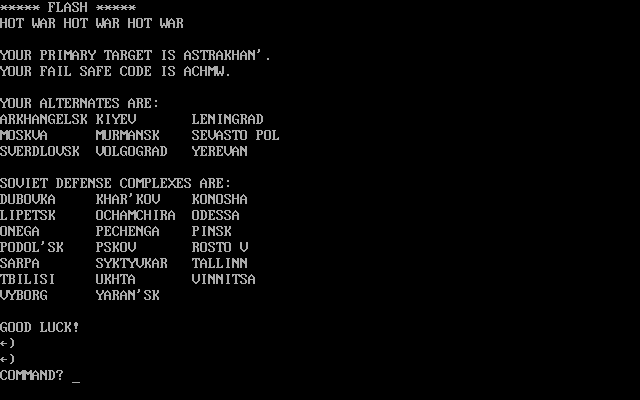 ***** FLASH *****
HOT WAR HOT WAR HOT WAR
YOUR PRIMARY TARGET IS ASTRAKHAN'.
YOUR FAIL SAFE CODE IS ACHMW.
YOUR ALTERNATES ARE:
ARKHANGELSK KIYEV LENINGRAD
MOSKVA MURMANSK SEVASTO POL
SVERDLOVSK VOLGOGRAD YEREVAN
SOVIET DEFENSE COMPLEXES ARE:
DUBOVKA KHAR'KOV KONOSHA
LIPETSK OCHAMCHIRA ODESSA
ONEGA PECHENGA PINSK
PODOL'SK PSKOV ROSTO V
SARPA SYKTYVKAR TALLINN
TBILISI UKHTA VINNITSA
VYBORG YARAN'SK
GOOD LUCK!
←)
←)
COMMAND? _